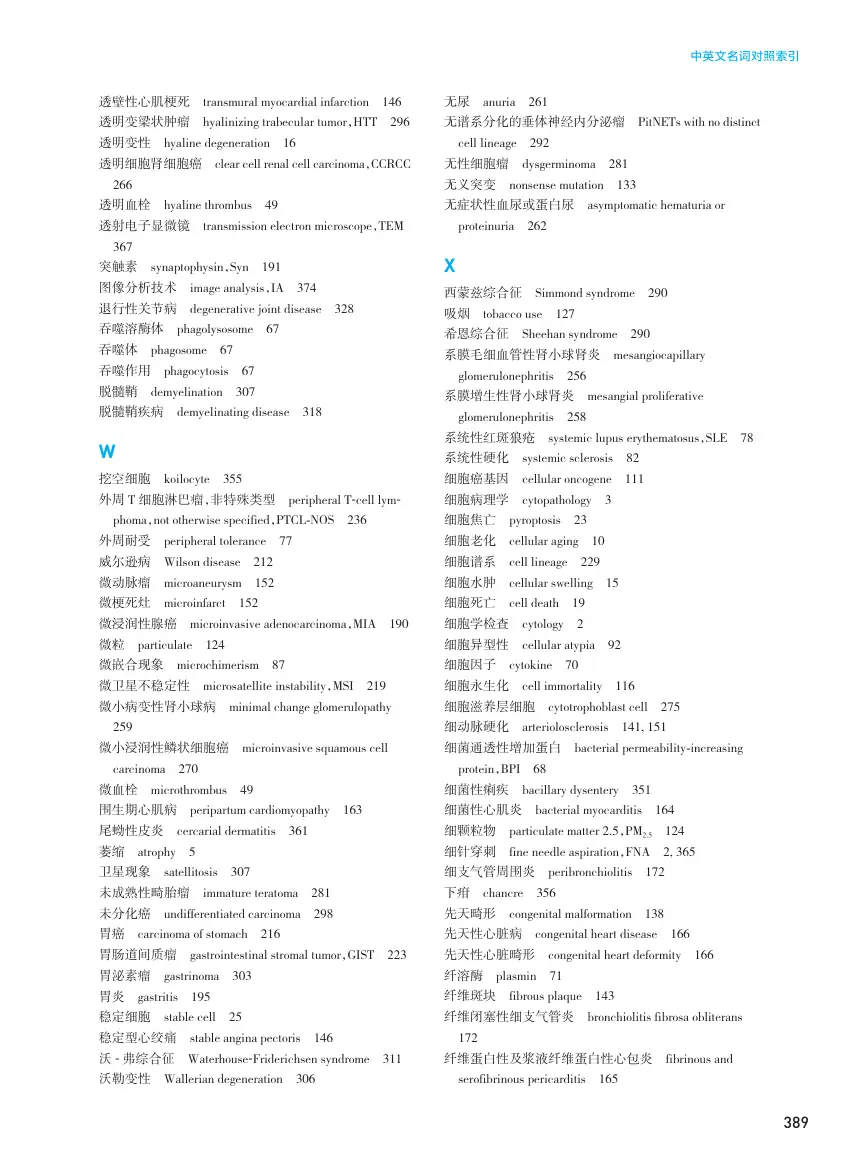 中英文名词对照索引
透壁性心肌梗死 transmural myocardial infarction 146
透明变梁状肿瘤 hyalinizing trabecular tumor,HTT 296
透明变性 hyaline degeneration 16
透明细胞肾细胞癌 clear cell renal cell carcinoma,CCRCC
266
透明血栓 hyaline thrombus 49
透射电子显微镜 transmission electron microscope,TEM
367
突触素 synaptophysin,Syn 191
图像分析技术 image analysis,IA 374
退行性关节病 degenerative joint disease 328
吞噬溶酶体 phagolysosome 67
吞噬体 phagosome 67
吞噬作用 phagocytosis 67
脱髓鞘 demyelination 307
脱髓鞘疾病 demyelinating disease 318
W
挖空细胞 koilocyte 355
外周 T 细胞淋巴瘤,非特殊类型 peripheral T-cell lym-
phoma,not otherwise specified,PTCL-NOS 236
外周耐受 peripheral tolerance 77
威尔逊病 Wilson disease 212
微动脉瘤 microaneurysm 152
微梗死灶 microinfarct 152
微浸润性腺癌 microinvasive adenocarcinoma,MIA 190
微粒 particulate 124
微嵌合现象 microchimerism 87
微卫星不稳定性 microsatellite instability,MSI 219
微小病变性肾小球病 minimal change glomerulopathy
259
微小浸润性鳞状细胞癌 microinvasive squamous cell
carcinoma 270
微血栓 microthrombus 49
围生期心肌病 peripartum cardiomyopathy 163
尾蚴性皮炎 cercarial dermatitis 361
萎缩 atrophy 5
卫星现象 satellitosis 307
未成熟性畸胎瘤 immature teratoma 281
未分化癌 undifferentiated carcinoma 298
胃癌 carcinoma of stomach 216
胃肠道间质瘤 gastrointestinal stromal tumor,GIST 223
胃泌素瘤 gastrinoma 303
胃炎 gastritis 195
稳定细胞 stable cell 25
稳定型心绞痛 stable angina pectoris 146
沃 - 弗综合征 Waterhouse-Friderichsen syndrome 311
沃勒变性 Wallerian degeneration 306
无尿 anuria 261
无谱系分化的垂体神经内分泌瘤 PitNETs with no distinct
cell lineage 292
无性细胞瘤 dysgerminoma 281
无义突变 nonsense mutation 133
无症状性血尿或蛋白尿 asymptomatic hematuria or
proteinuria 262
X
西蒙兹综合征 Simmond syndrome 290
吸烟 tobacco use 127
希恩综合征 Sheehan syndrome 290
系膜毛细血管性肾小球肾炎 mesangiocapillary
glomerulonephritis 256
系膜增生性肾小球肾炎 mesangial proliferative
glomerulonephritis 258
系统性红斑狼疮 systemic lupus erythematosus,SLE 78
系统性硬化 systemic sclerosis 82
细胞癌基因 cellular oncogene 111
细胞病理学 cytopathology 3
细胞焦亡 pyroptosis 23
细胞老化 cellular aging 10
细胞谱系 cell lineage 229
细胞水肿 cellular swelling 15
细胞死亡 cell death 19
细胞学检查 cytology 2
细胞异型性 cellular atypia 92
细胞因子 cytokine 70
细胞永生化 cell immortality 116
细胞滋养层细胞 cytotrophoblast cell 275
细动脉硬化 arteriolosclerosis 141, 151
细菌通透性增加蛋白 bacterial permeability-increasing
protein,BPI 68
细菌性痢疾 bacillary dysentery 351
细菌性心肌炎 bacterial myocarditis 164
细颗粒物 particulate matter 2.5,PM2.5 124
细针穿刺 fine needle aspiration,FNA 2, 365
细支气管周围炎 peribronchiolitis 172
下疳 chancre 356
先天畸形 congenital malformation 138
先天性心脏病 congenital heart disease 166
先天性心脏畸形 congenital heart deformity 166
纤溶酶 plasmin 71
纤维斑块 fibrous plaque 143
纤维闭塞性细支气管炎 bronchiolitis fibrosa obliterans
172
纤维蛋白性及浆液纤维蛋白性心包炎 fibrinous and
serofibrinous pericarditis 165
389